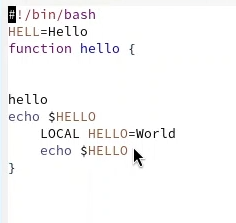 #!/bin/bash
HELL=Hello
function hello {
hello
echo $HELLO
    LOCAL HELLO=World
    echo $HELLO
}